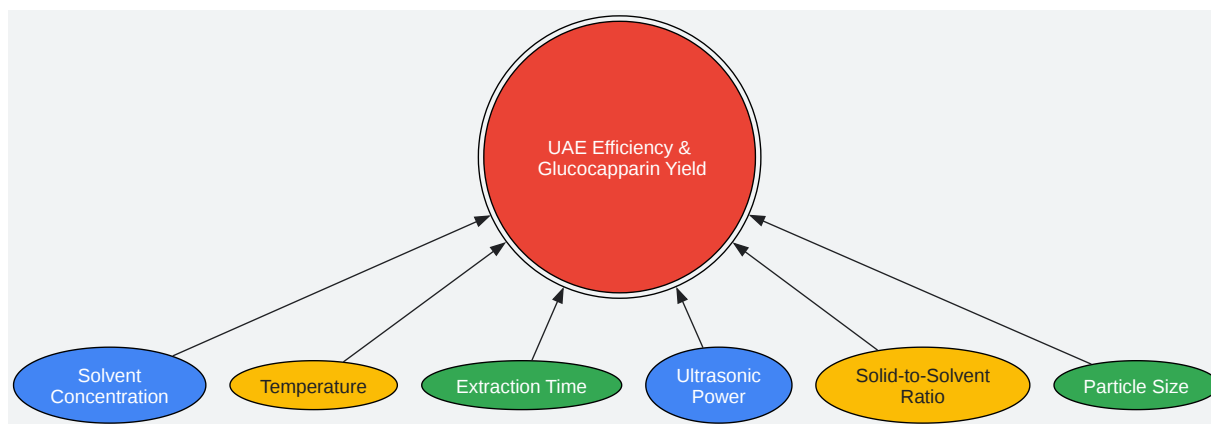 UAE Efficiency &
Glucocapparin Yield
Solvent
Concentration
Temperature
Extraction Time
Ultrasonic
Power
Solid-to-Solvent
Ratio
Particle Size